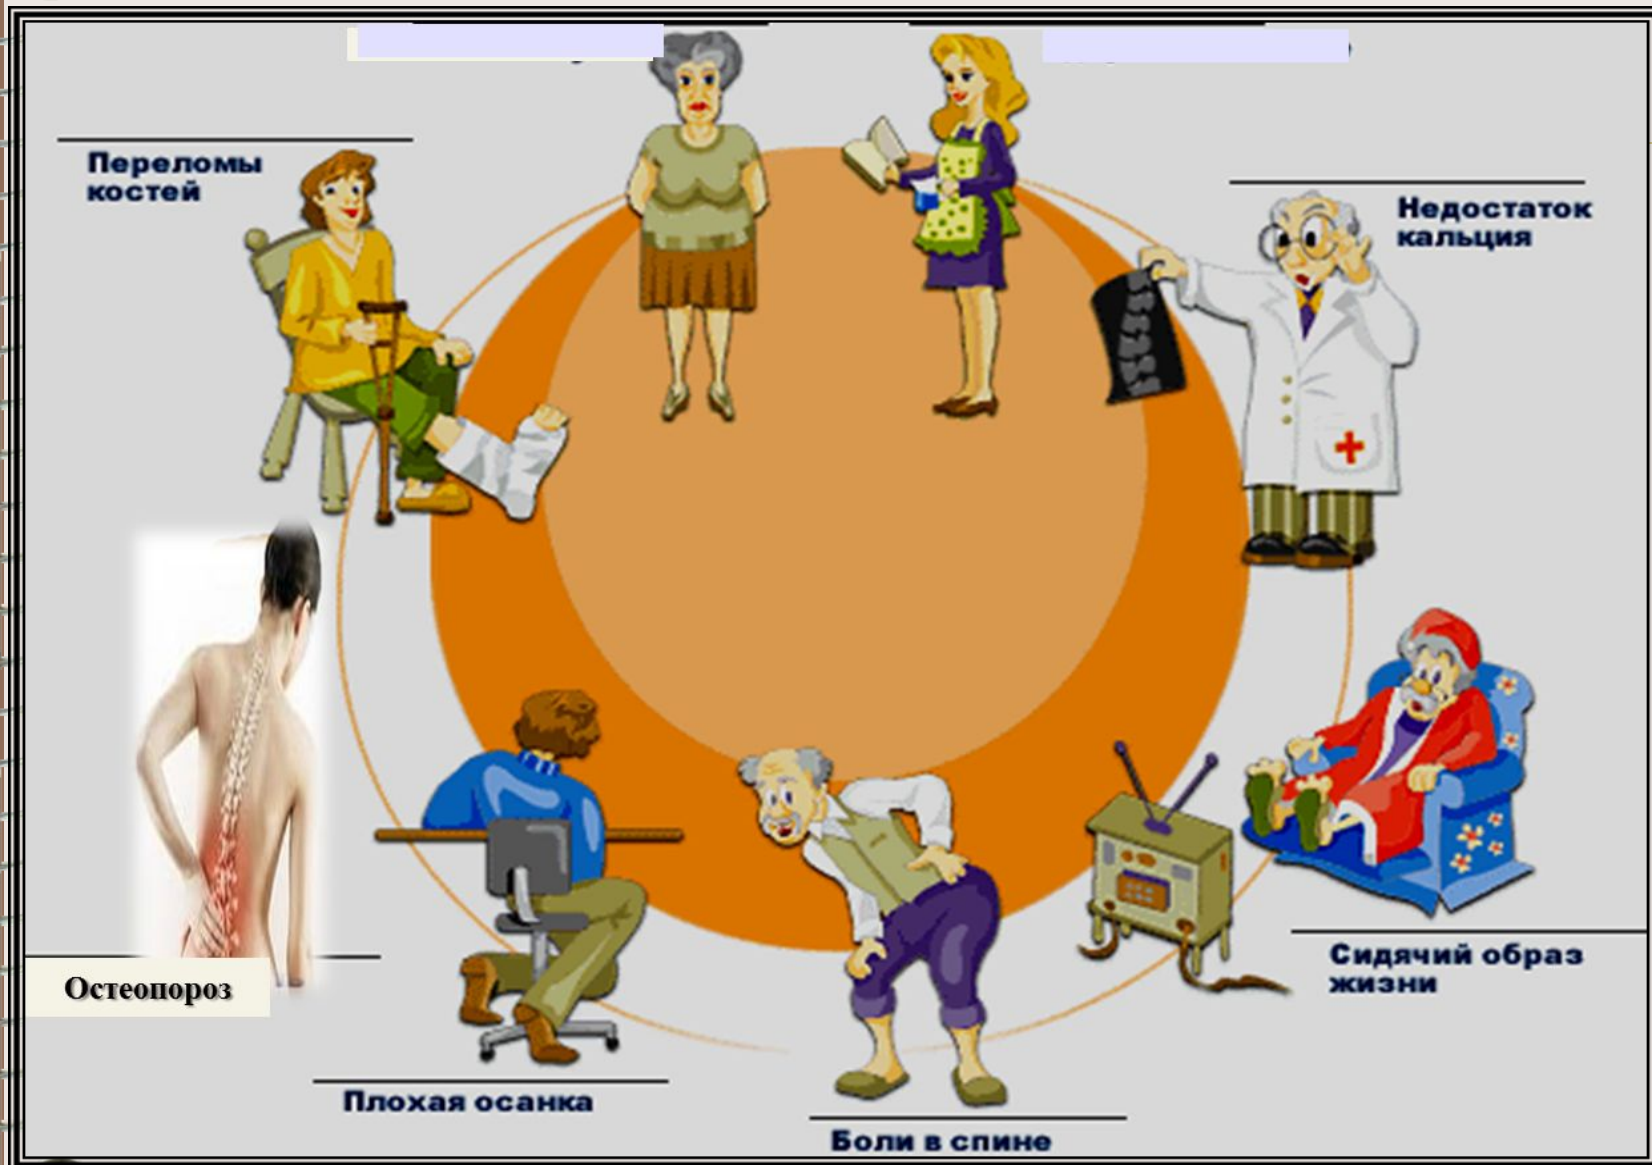 Переломы
костей
Недостаток
кальция
Остеопороз
Сидячий образ
жизни
Плохая осанка
Боли в спине